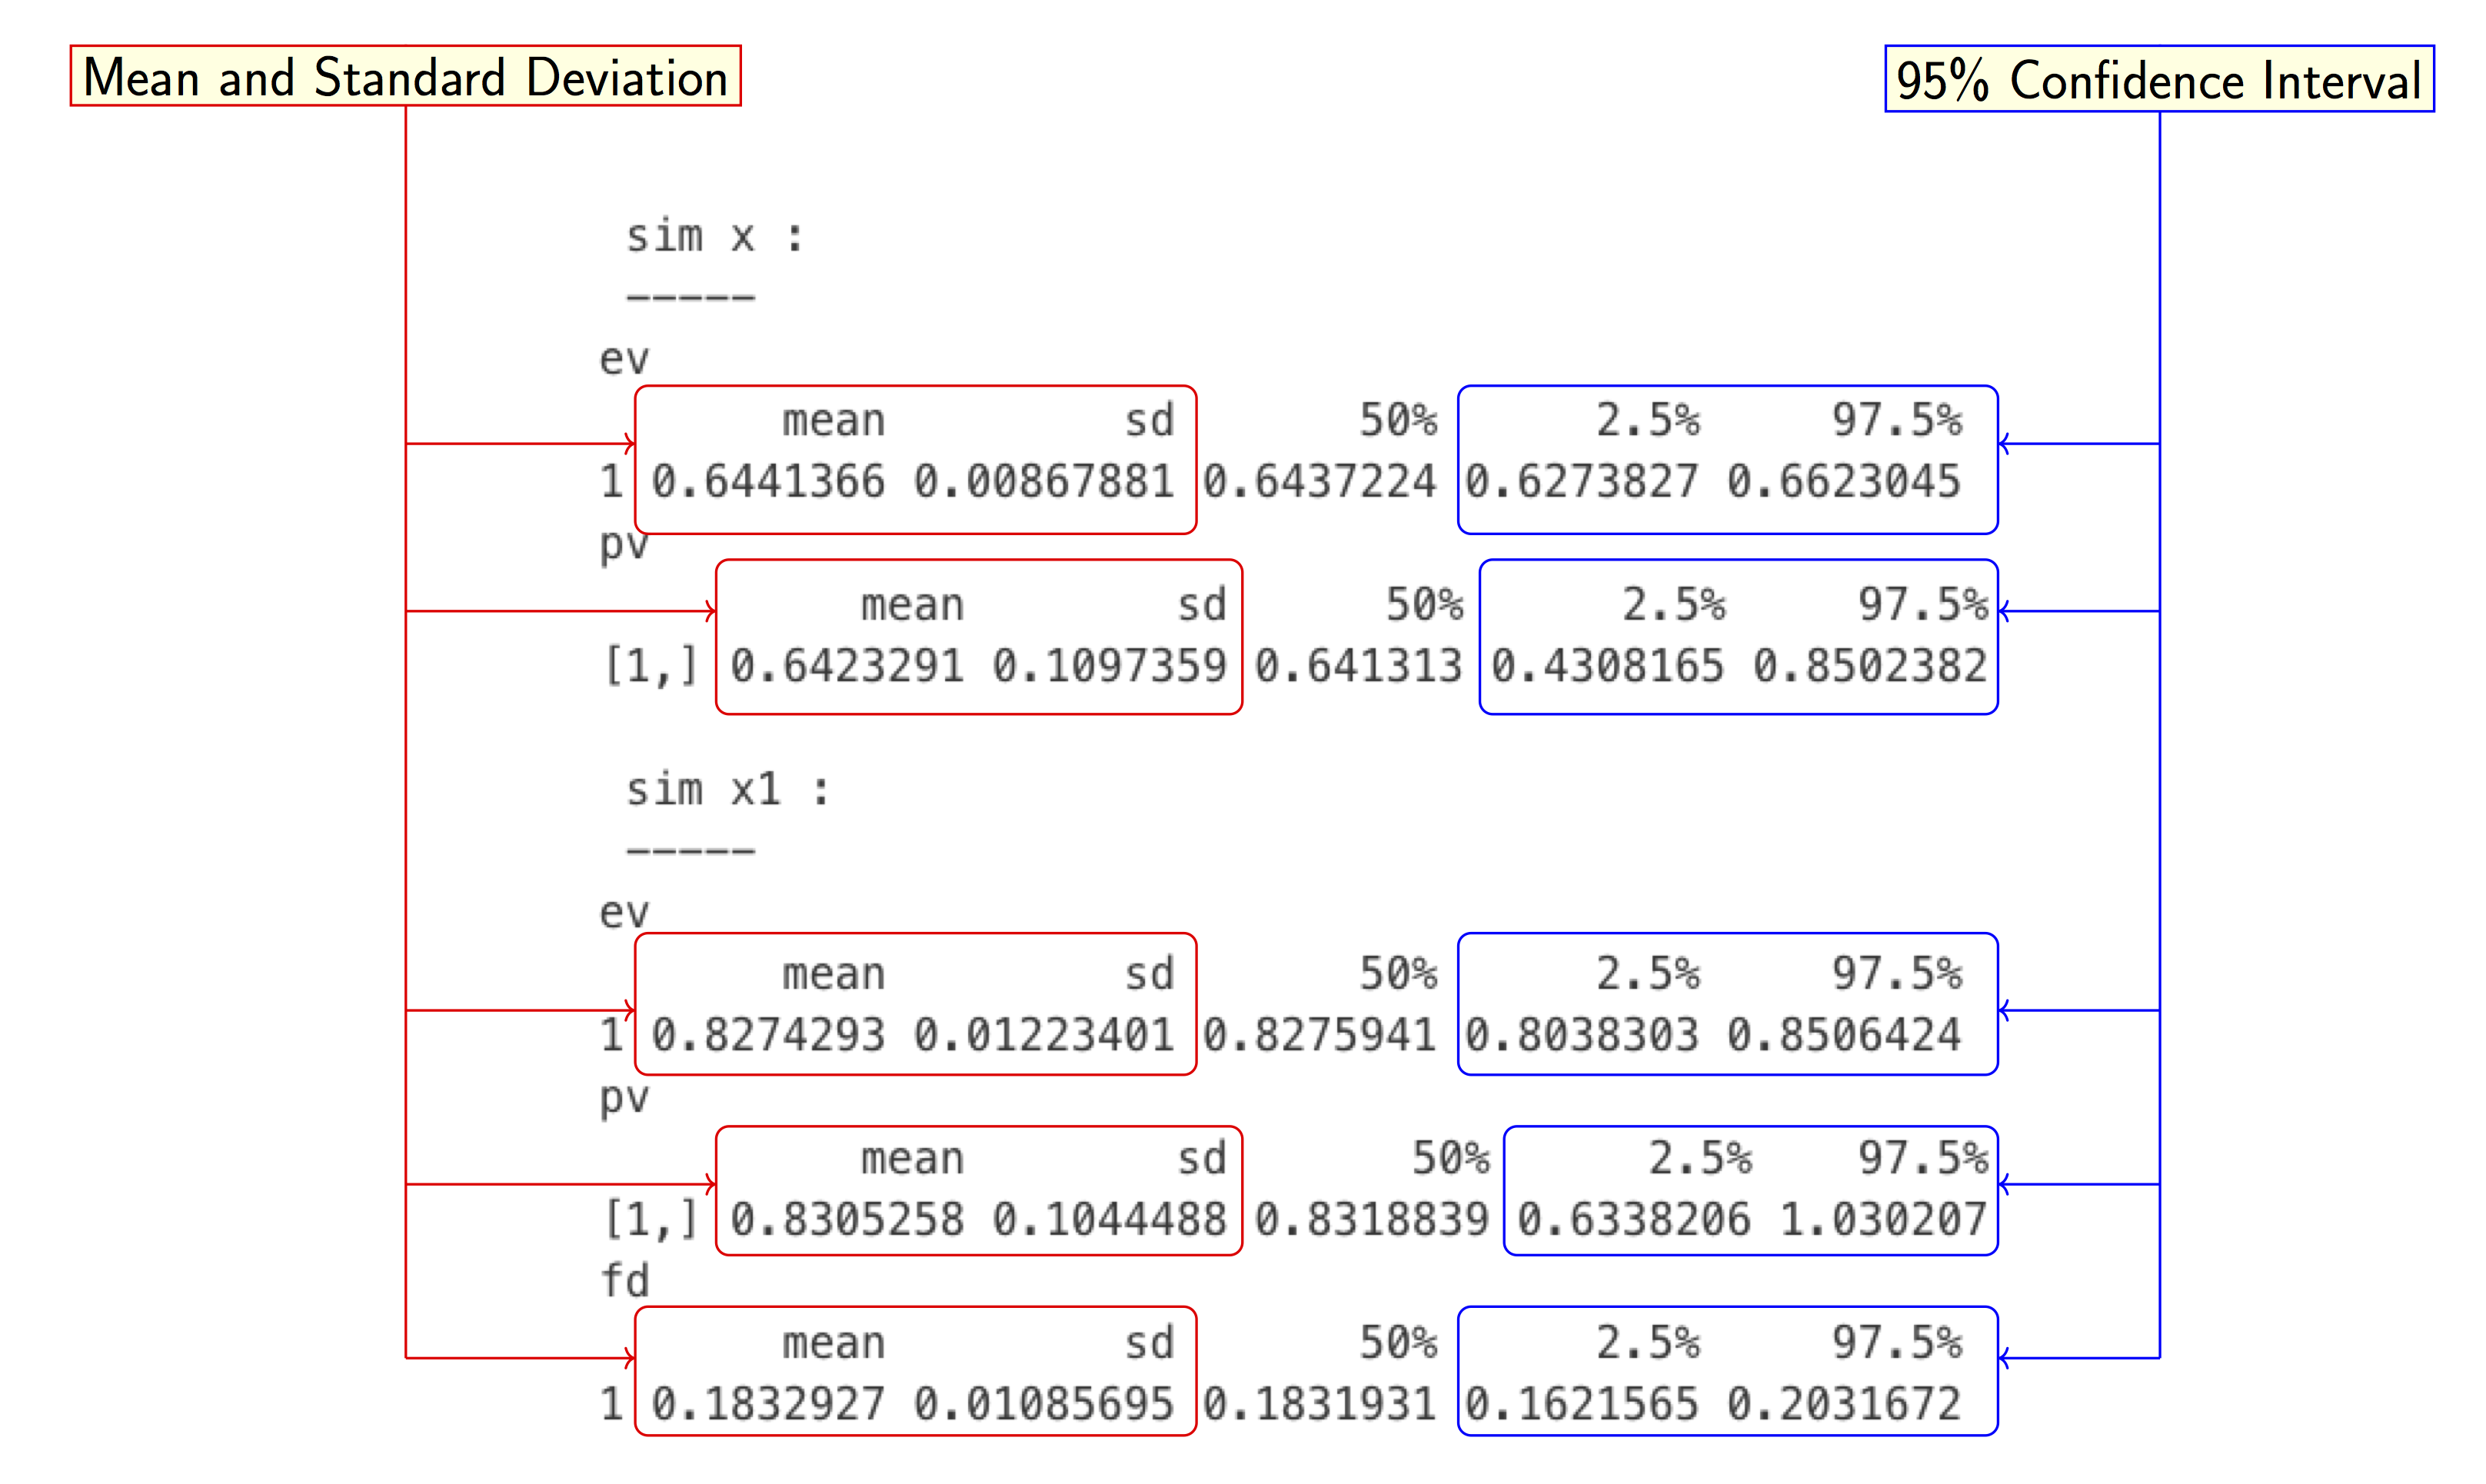 Mean and Standard Deviation
95% Confidence Interval
sim x :
-----
ev
mean sd 50% 2.5% 97.5%
1 0.6441366 0.00867881 0.6437224 0.6273827 0.6623045
pv
mean sd 50% 2.5% 97.5%
[1,] 0.6423291 0.1097359 0.641313 0.4308165 0.8502382
sim x1 :
-----
ev
mean sd 50% 2.5% 97.5%
1 0.8274293 0.01223401 0.8275941 0.8038303 0.8506424
pv
mean sd 50% 2.5% 97.5%
[1,] 0.8305258 0.1044488 0.8318839 0.6338206 1.030207
fd
mean sd 50% 2.5% 97.5%
1 0.1832927 0.01085695 0.1831931 0.1621565 0.2031672